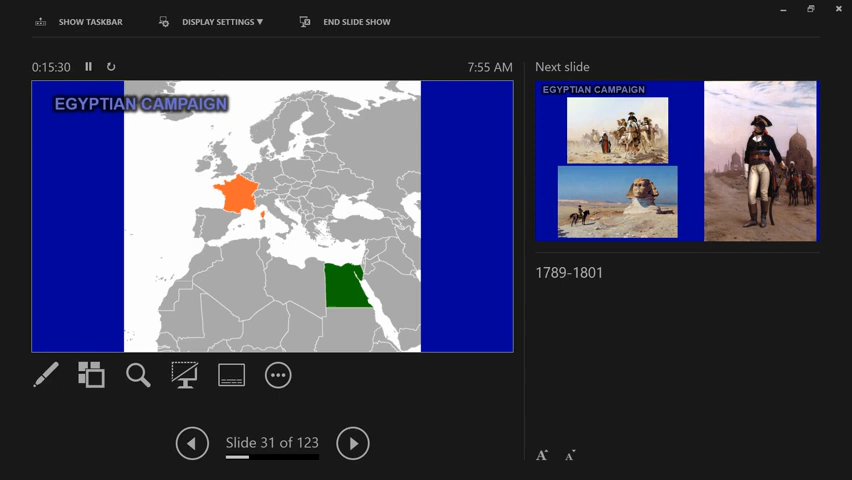 SHOW TASKBAR
DISPLAY SETTINGS ▼
END SLIDE SHOW
0:15:30
7:55 AM
EGYPTIAN CAMPAIGN
Next slide
EGYPTIAN CAMPAIGN
1789-1801
Slide 31 of 123
A
A